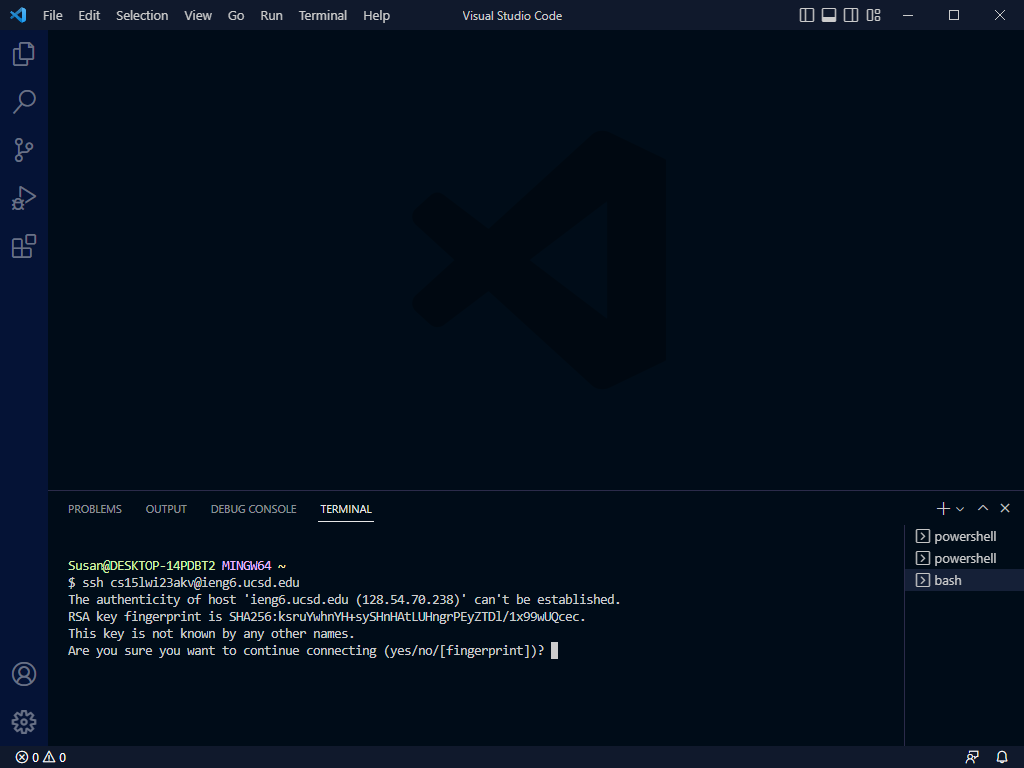 File Edit Selection View Go Run Terminal Help Visual Studio Code
PROBLEMS OUTPUT DEBUG CONSOLE TERMINAL
powershell
powershell
bash
Susan@DESKTOP-14PDBT2 MINGW64 ~
$ ssh cs15lwi23akv@ieng6.ucsd.edu
The authenticity of host 'ieng6.ucsd.edu (128.54.70.238)' can't be established.
RSA key fingerprint is SHA256:ksruYwhnYH+sySHnHAtLUHngrPEyZTDl/1x99wUQcec.
This key is not known by any other names.
Are you sure you want to continue connecting (yes/no/[fingerprint])?
0 0